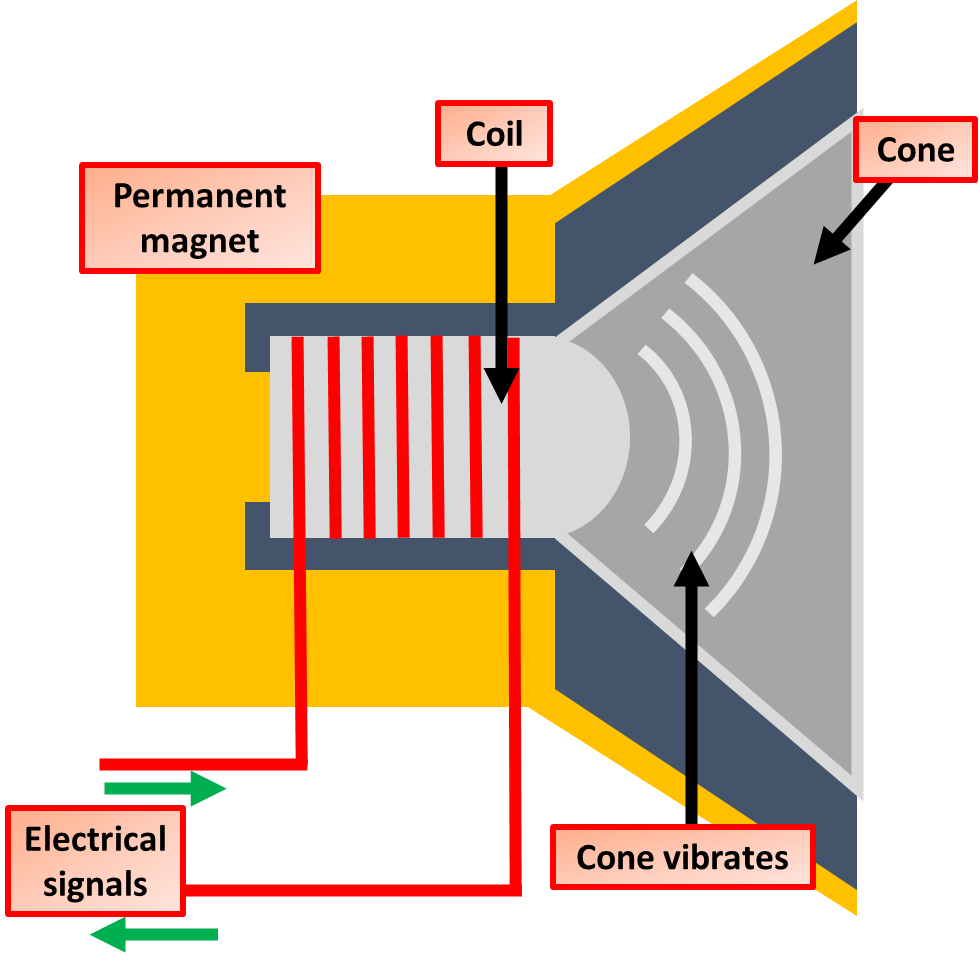 Coil
Cone
Permanent
magnet
Electrical
signals
Cone vibrates